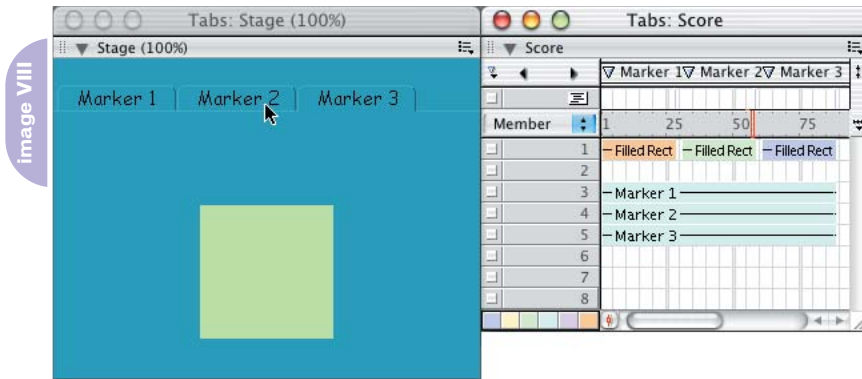 image VIII
Tabs: Stage (100%)
Stage (100%)
Marker 1
Marker 2
Marker 3
Tabs: Score
Score
Marker 1 Marker 2 Marker 3
Member
1 25 50 75
1 Filled Rect Filled Rect Filled Rect
2
3 Marker 1
4 Marker 2
5 Marker 3
6
7
8